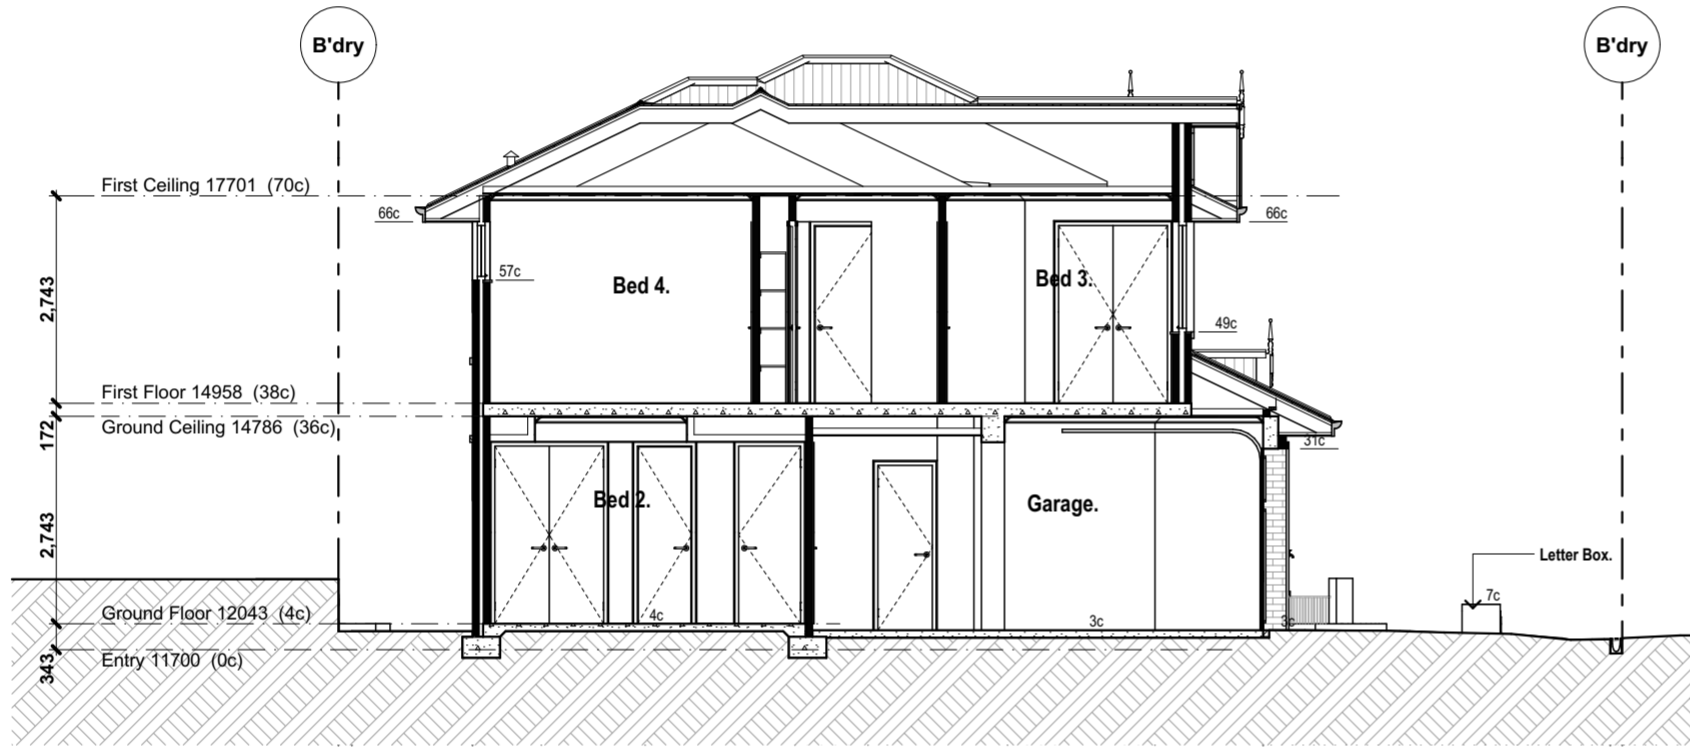 B'dry
B'dry
First Ceiling 17701 (70c)
66c
66c
57c
2,743
Bed 4.
Bed 3.
49c
First Floor 14958 (38c)
172
Ground Ceiling 14786 (36c)
31c
Bed 2.
Garage.
2,743
Letter Box.
7c
Ground Floor 12043 (4c)
4c
3c
3c
343
Entry 11700 (0c)